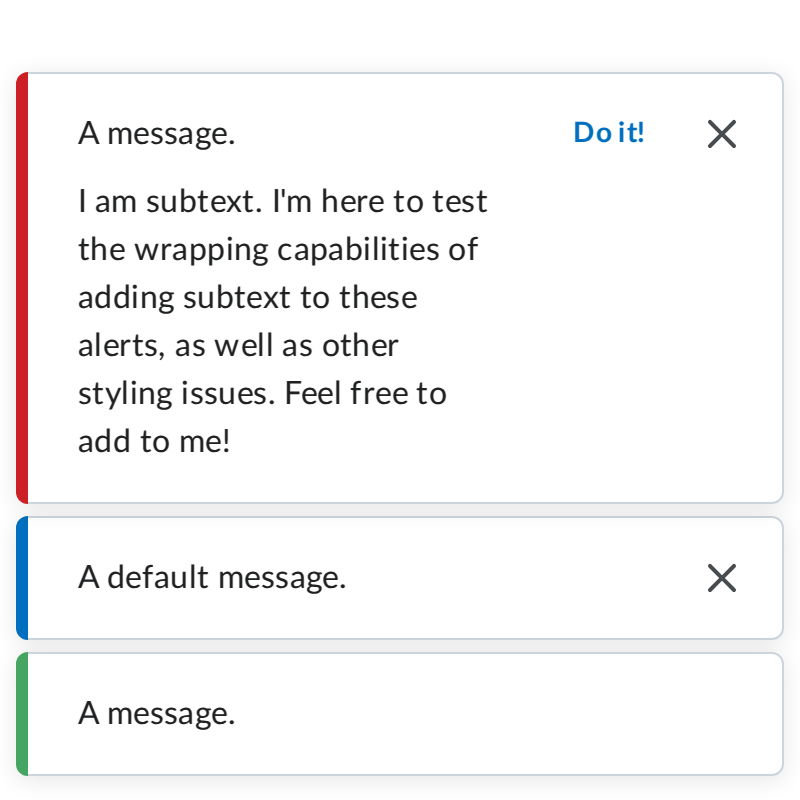 A message.
Do it!
I am subtext. I'm here to test
the wrapping capabilities of
adding subtext to these
alerts, as well as other
styling issues. Feel free to
add to me!
A default message.
A message.